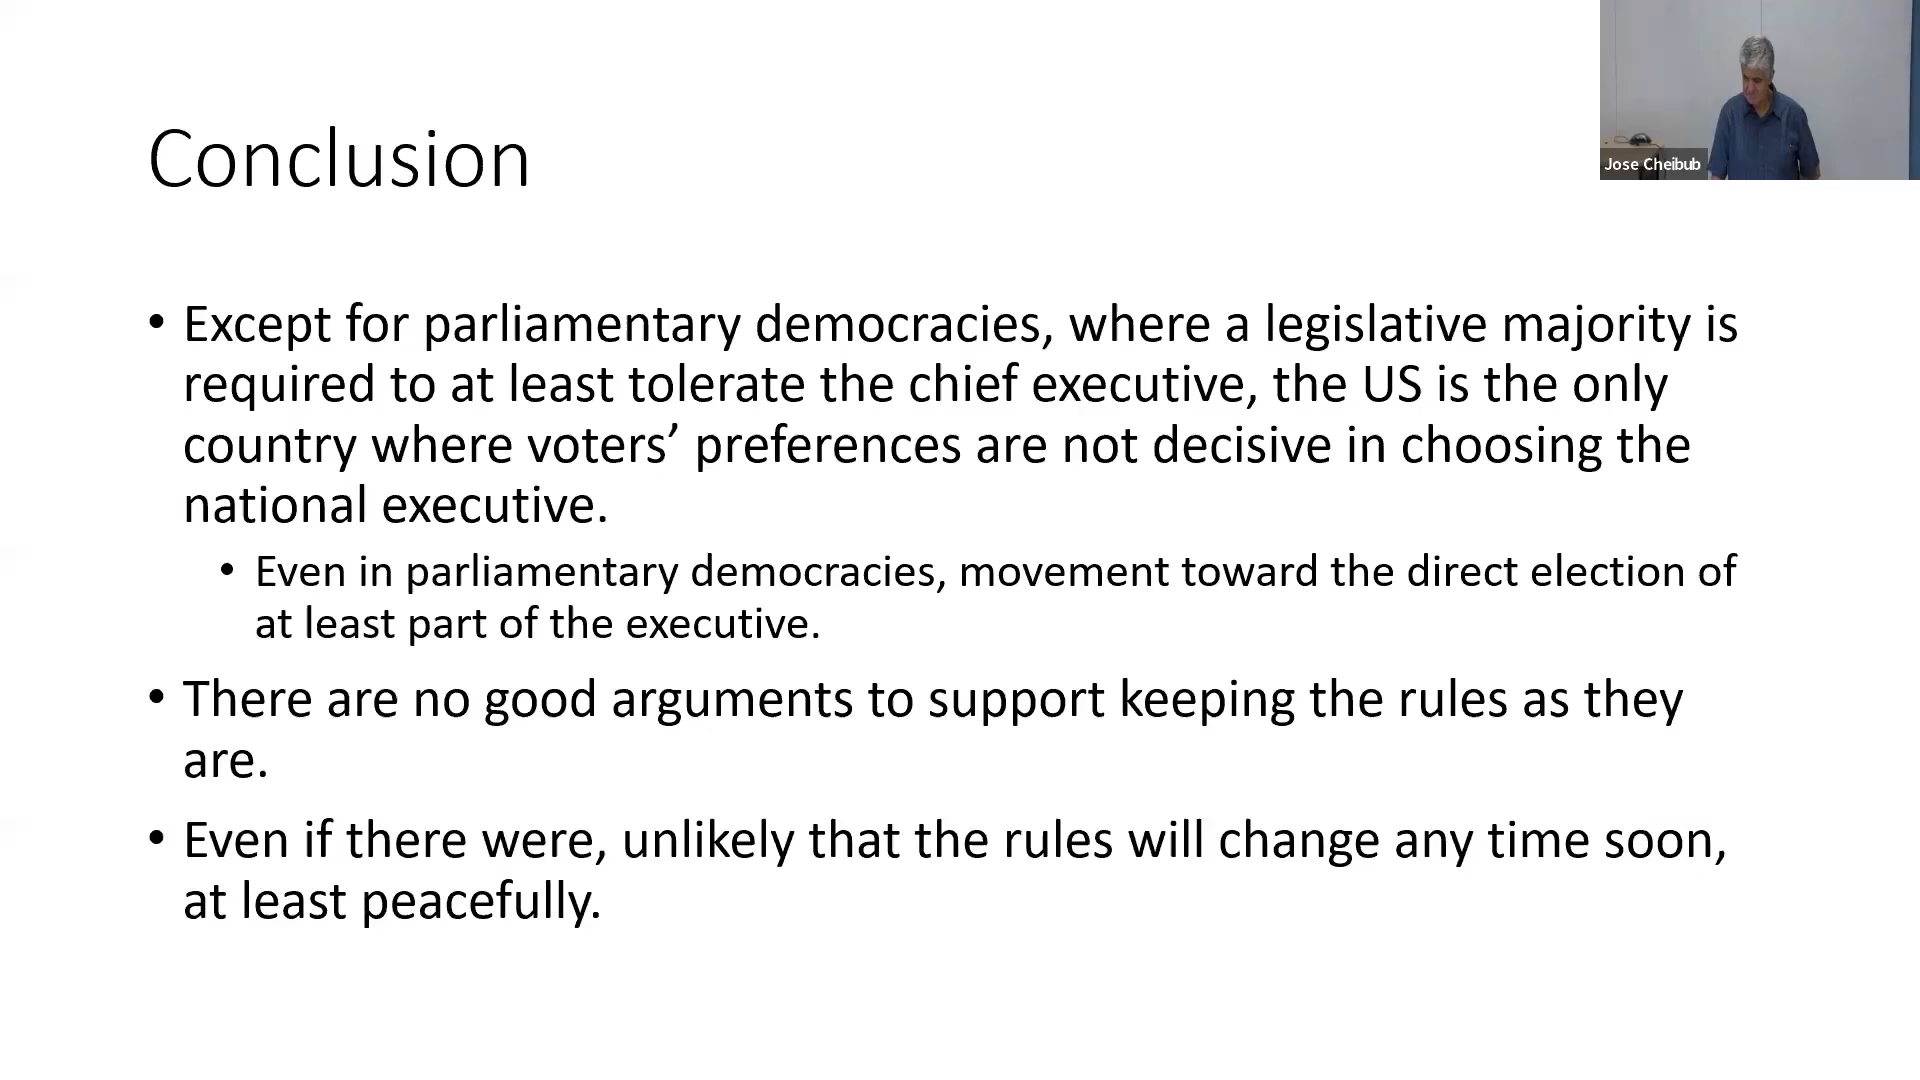 Jose Cheibub
Conclusion
• Except for parliamentary democracies, where a legislative majority is
required to at least tolerate the chief executive, the US is the only
country where voters’ preferences are not decisive in choosing the
national executive.
• Even in parliamentary democracies, movement toward the direct election of
at least part of the executive.
• There are no good arguments to support keeping the rules as they
are.
• Even if there were, unlikely that the rules will change any time soon,
at least peacefully.